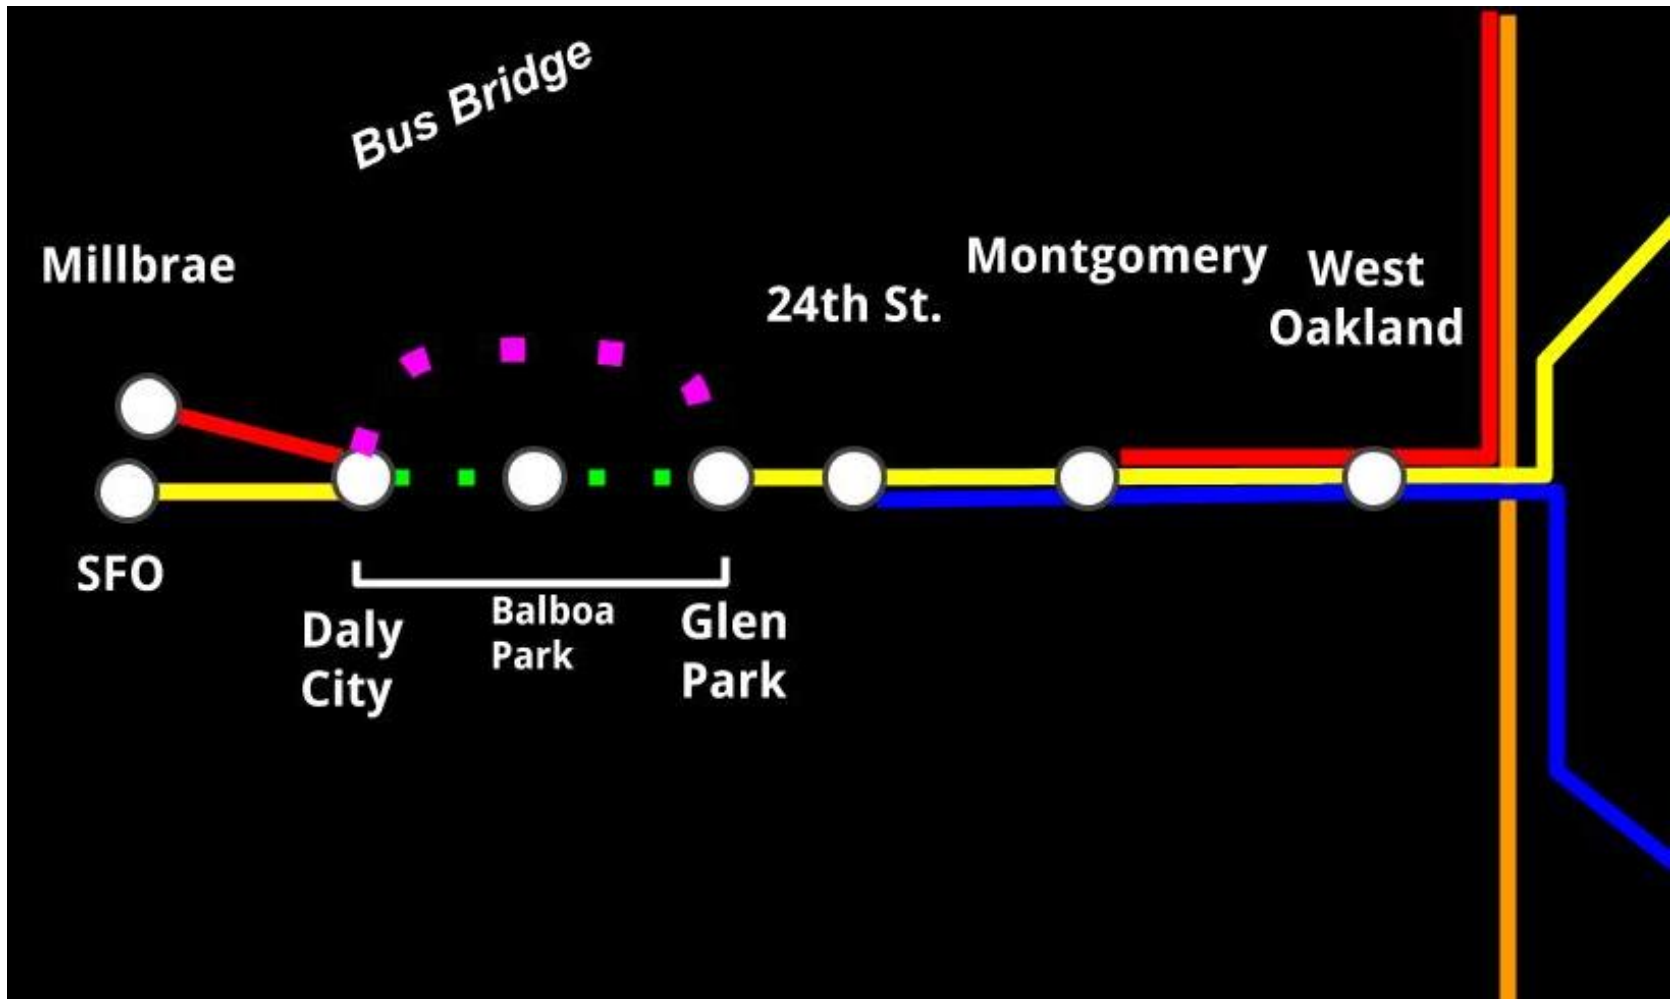 Bus Bridge
Millbrae
24th St.
Montgomery
West
Oakland
SFO
Daly
City
Balboa
Park
Glen
Park